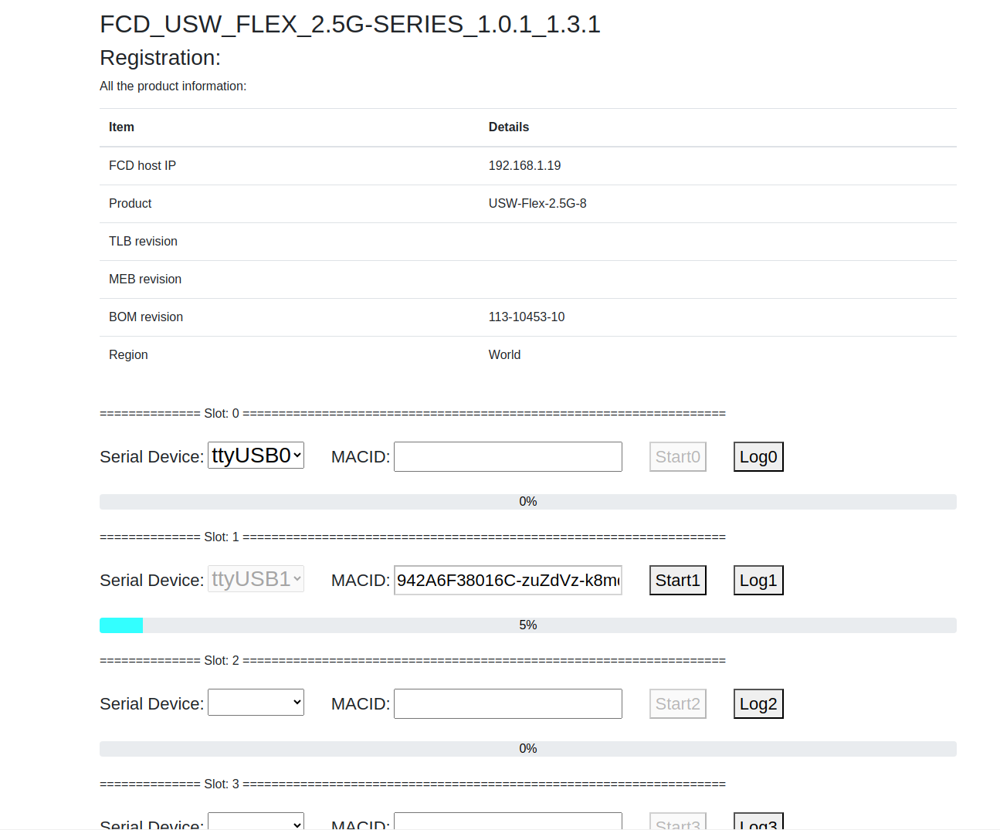 FCD_USW_FLEX_2.5G-SERIES_1.0.1_1.3.1
Registration:
All the product information:
Item Details
FCD host IP 192.168.1.19
Product USW-Flex-2.5G-8
TLB revision
MEB revision
BOM revision 113-10453-10
Region World
============== Slot: 0 ===================================================================
Serial Device: ttyUSB0 MACID: Start0 Log0
0%
============== Slot: 1 ===================================================================
Serial Device: ttyUSB1 MACID: 942A6F38016C-zuZdVz-k8m Start1 Log1
5%
============== Slot: 2 ===================================================================
Serial Device: MACID: Start2 Log2
0%
============== Slot: 3 ===================================================================
Serial Device: MACID: Start3 Log3